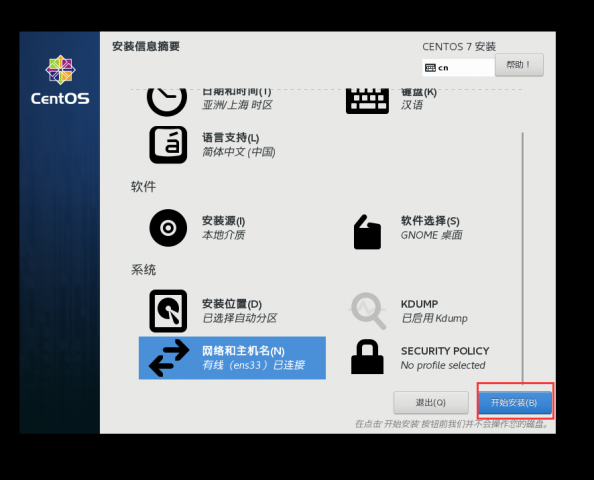 安装信息摘要
CENTOS 7 安装
cn
帮助！
CentOS
日期和时间(T)
亚洲/上海 时区
键盘(K)
汉语
语言支持(L)
简体中文 (中国)
软件
安装源(I)
本地介质
软件选择(S)
GNOME 桌面
系统
安装位置(D)
已选择自动分区
KDUMP
已启用 Kdump
网络和主机名(N)
有线（ens33）已连接
SECURITY POLICY
No profile selected
退出(Q)
开始安装(B)
在点击'开始安装'按钮前我们并不会操作您的磁盘。